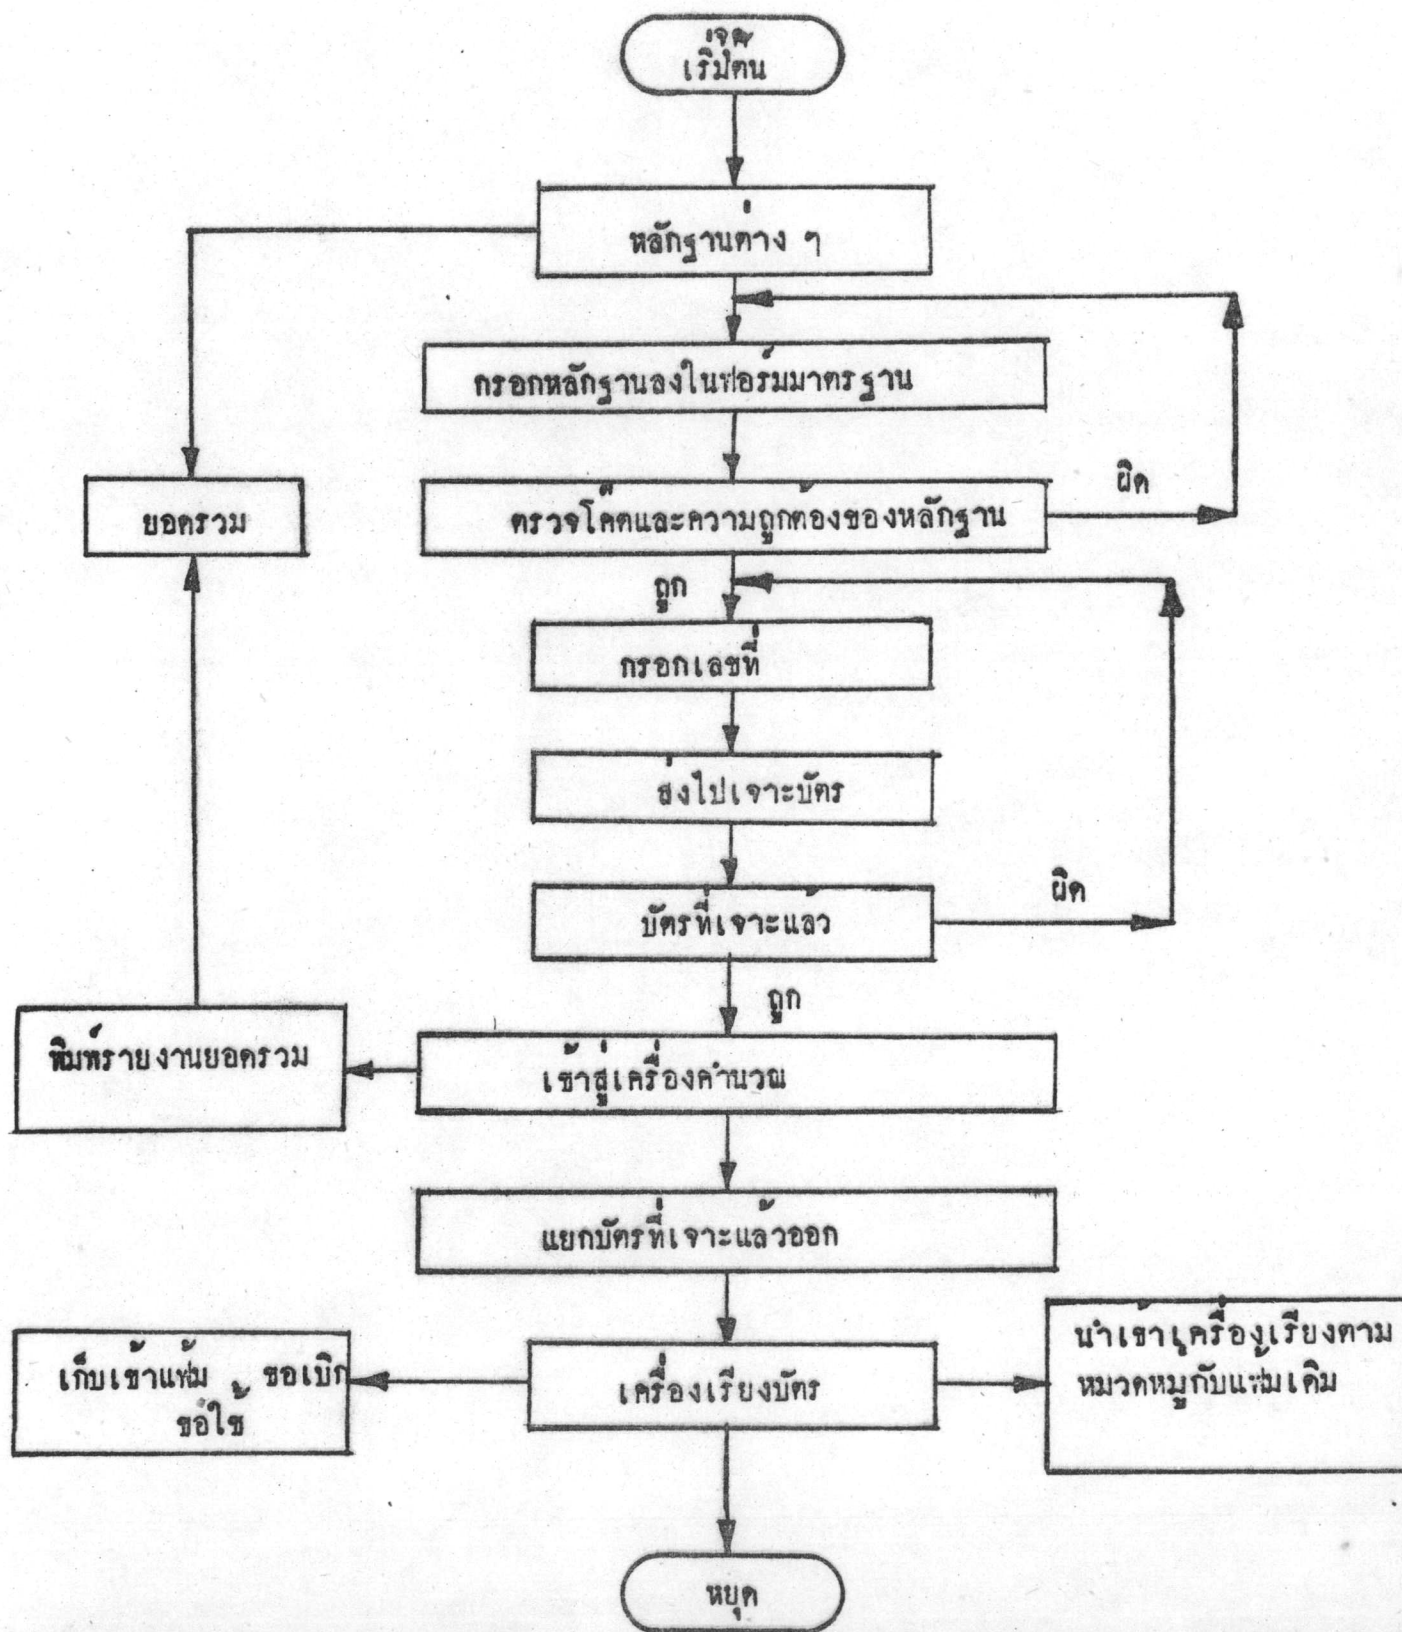 จุด
เริ่มต้น
หลักฐานต่าง ๆ
กรอกหลักฐานลงในฟอร์มมาตรฐาน
ผิด
ยอดรวม
ตรวจโค๊ดและความถูกต้องของหลักฐาน
ถูก
กรอกเลขที่
ส่งไปเจาะบัตร
ผิด
บัตรที่เจาะแล้ว
ถูก
พิมพ์รายงานยอดรวม
เข้าสู่เครื่องคำนวณ
แยกบัตรที่เจาะแล้วออก
นำเข้าเครื่องเรียงตาม
หมวดหมู่กับแฟ้มเดิม
เก็บเข้าแฟ้ม ขอเบิก
ขอใช้
เครื่องเรียงบัตร
หยุด